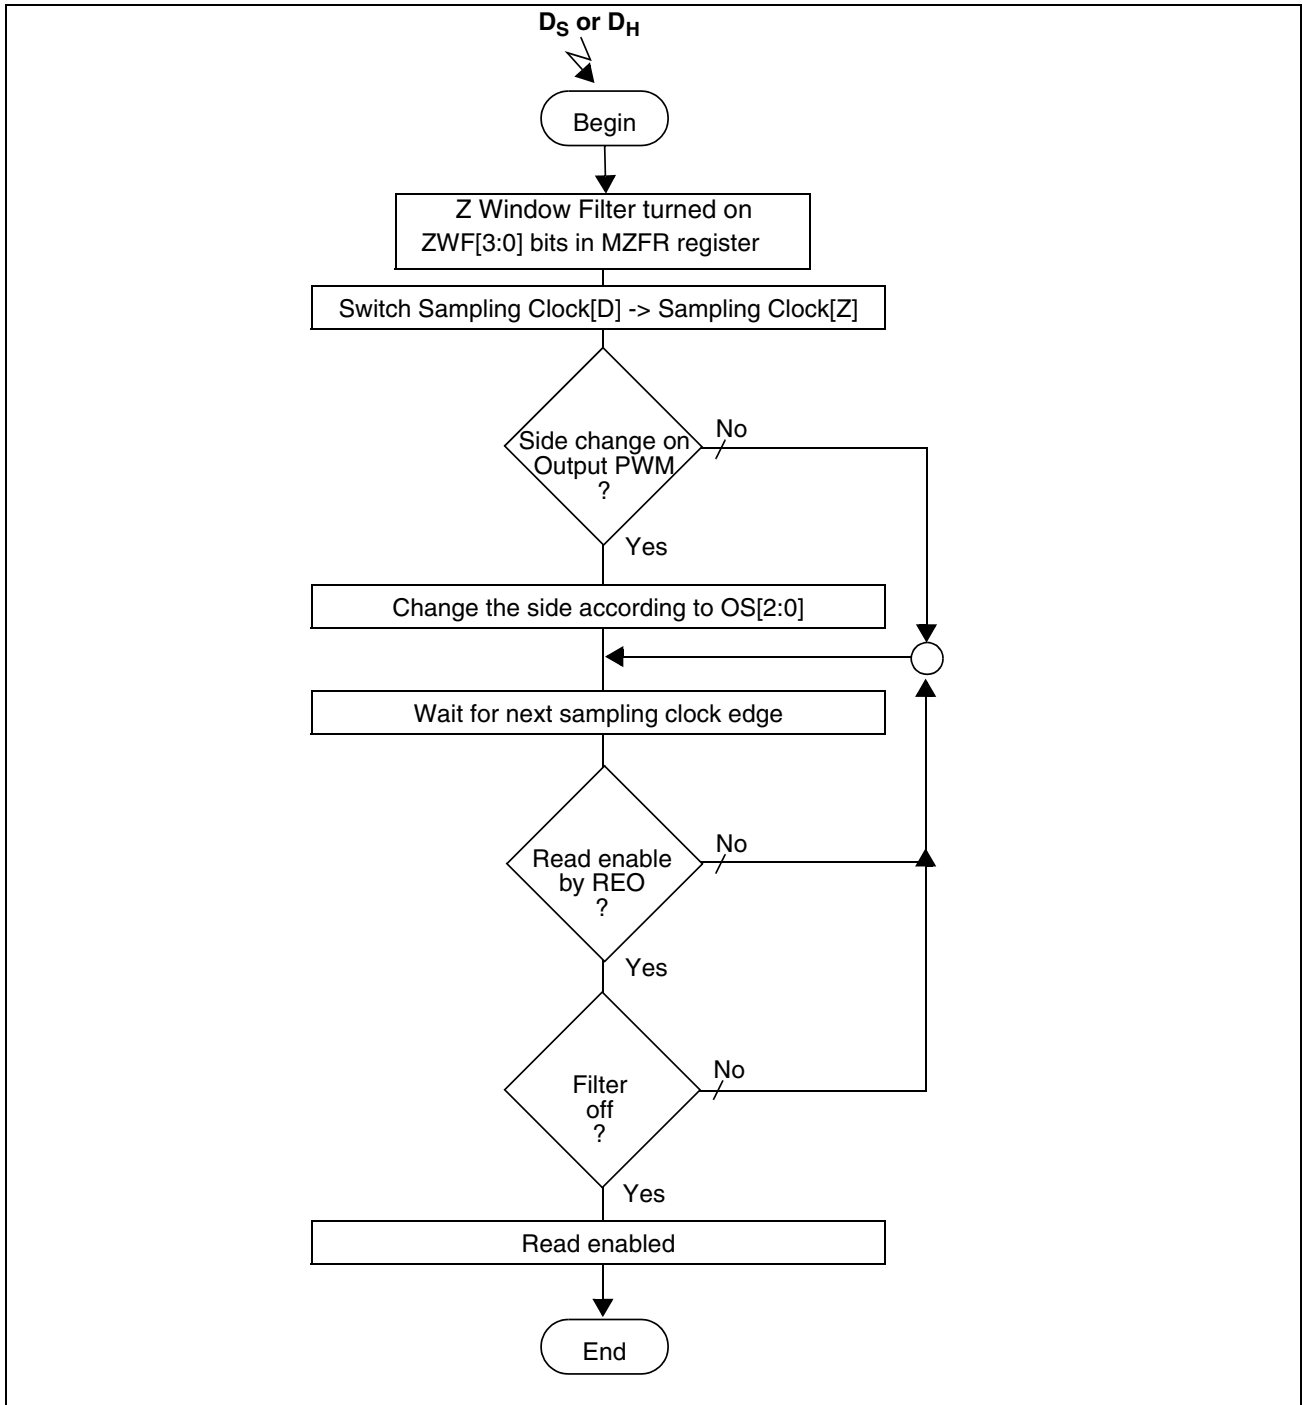 DS or DH
Begin
Z Window Filter turned on
ZWF[3:0] bits in MZFR register
Switch Sampling Clock[D] -> Sampling Clock[Z]
Side change on
Output PWM
?
No
Yes
Change the side according to OS[2:0]
Wait for next sampling clock edge
Read enable
by REO
?
No
Yes
Filter
off
?
No
Yes
Read enabled
End